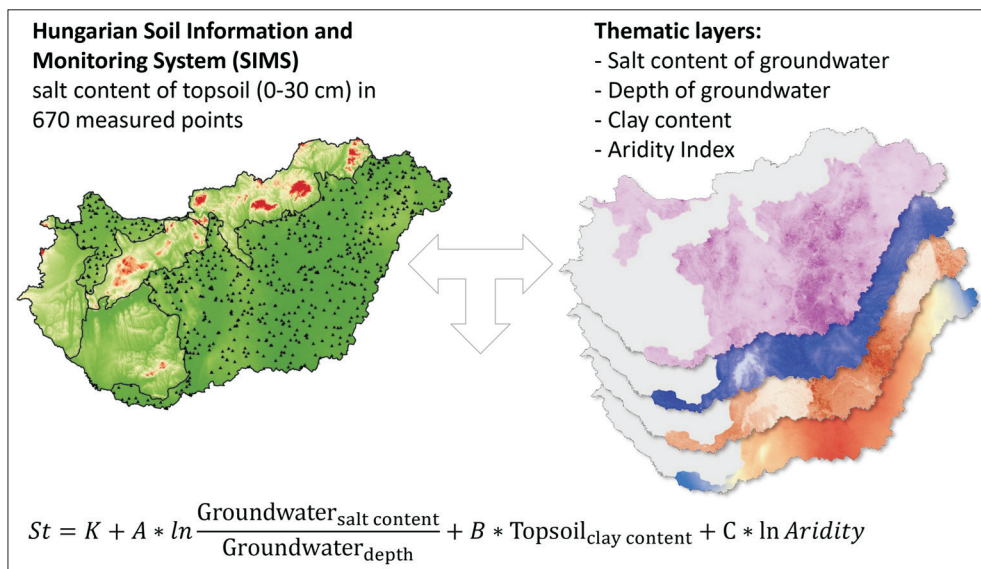 Hungarian Soil Information and
Monitoring System (SIMS)
salt content of topsoil (0-30 cm) in
670 measured points
Thematic layers:
- Salt content of groundwater
- Depth of groundwater
- Clay content
- Aridity Index
St = K + A * ln Groundwater_salt content / Groundwater_depth + B * Topsoil_clay content + C * ln Aridity